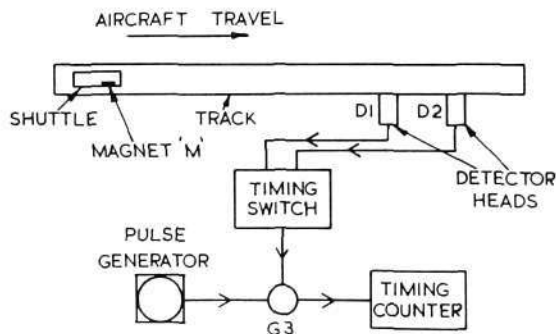 AIRCRAFT TRAVEL
SHUTTLE
MAGNET 'M'
TRACK
D1
D2
DETECTOR
HEADS
TIMING
SWITCH
PULSE
GENERATOR
G3
TIMING
COUNTER